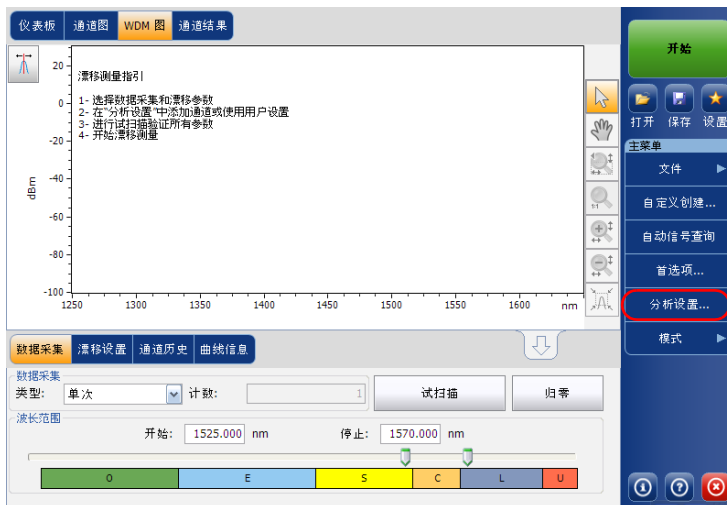 仪表板 通道图 WDM 图 通道结果
漂移测量指引
1- 选择数据采集和漂移参数
2- 在"分析设置"中添加通道或使用用户设置
3- 进行试扫描验证所有参数
4- 开始漂移测量
20
0
-20
-40
-60
-80
-100
dBm
1250 1300 1350 1400 1450 1500 1550 1600 nm
1:1
数据采集 漂移设置 通道历史 曲线信息
数据采集
类型: 单次 计数: 1 试扫描 归零
波长范围
开始: 1525.000 nm 停止: 1570.000 nm
O E S C L U
开始
打开 保存 设置
主菜单
文件
自定义创建...
自动信号查询
首选项...
分析设置...
模式